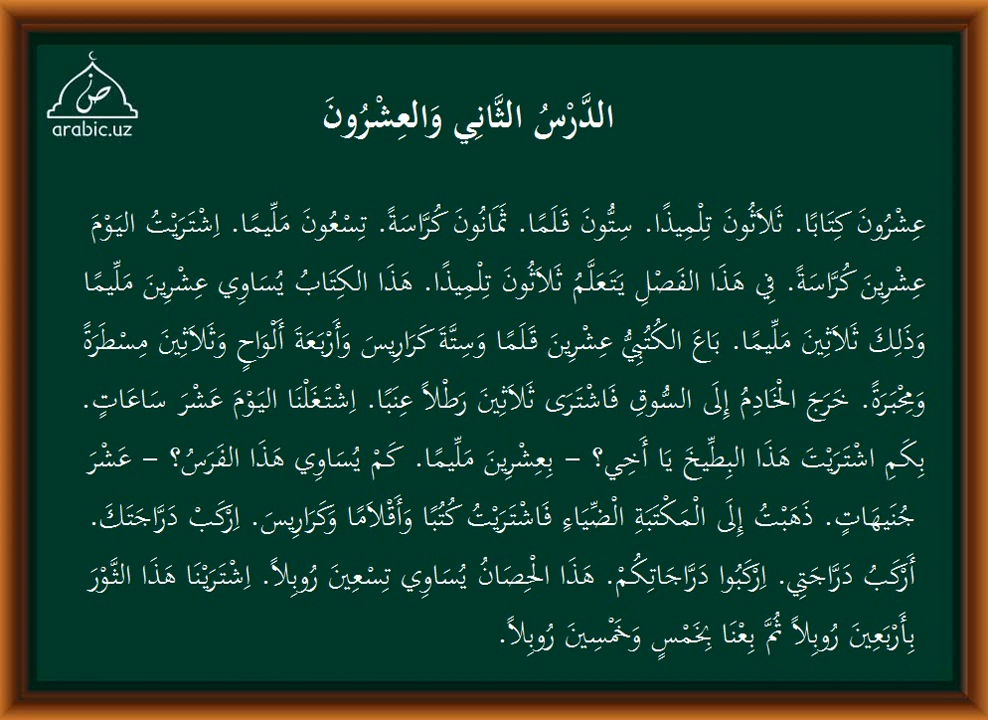 ض
arabic.uz
الدَّرْسُ الثَّانِي وَالعِشْرُونَ
عِشْرُونَ كِتَابًا. ثَلاَثُونَ تِلْمِيذًا. سِتُّونَ قَلَمًا. ثَمَانُونَ كُرَّاسَةً. تِسْعُونَ مَلِّيمًا. اِشْتَرَيْتُ اليَوْمَ
عِشْرِينَ كُرَّاسَةً. فِي هَذَا الفَصْلِ يَتَعَلَّمُ ثَلاَثُونَ تِلْمِيذًا. هَذَا الكِتَابُ يُسَاوِي عِشْرِينَ مَلِّيمًا
وَذَلِكَ ثَلاَثِينَ مَلِّيمًا. بَاعَ الكُتُبِيُّ عِشْرِينَ قَلَمًا وَسِتَّةَ كَرَارِيسَ وَأَرْبَعَةَ أَلْوَاحٍ وَثَلاَثِينَ مِسْطَرَةً
وَمِحْبَرَةً. خَرَجَ الْخَادِمُ إِلَى السُّوقِ فَاشْتَرَى ثَلاَثِينَ رَطْلاً عِنَبًا. اِشْتَغَلْنَا اليَوْمَ عَشْرَ سَاعَاتٍ.
بِكَمِ اشْتَرَيْتَ هَذَا البِطِّيخَ يَا أَخِي؟ – بِعِشْرِينَ مَلِّيمًا. كَمْ يُسَاوِي هَذَا الفَرَسُ؟ – عَشْرَ
جُنَيهَاتٍ. ذَهَبْتُ إِلَى الْمَكْتَبَةِ الْضِّيَاءِ فَاشْتَرَيْتُ كُتُبًا وَأَقْلاَمًا وَكَرَارِيسَ. اِرْكَبْ دَرَّاجَتَكَ.
أَرْكَبُ دَرَّاجَتِي. اِرْكَبُوا دَرَّاجَاتِكُمْ. هَذَا الْحِصَانُ يُسَاوِي تِسْعِينَ رُوبِلاً. اِشْتَرَيْنَا هَذَا الثَّوْرَ
بِأَرْبَعِينَ رُوبِلاً ثُمَّ بِعْنَا بِخَمْسٍ وَخَمْسِينَ رُوبِلاً.